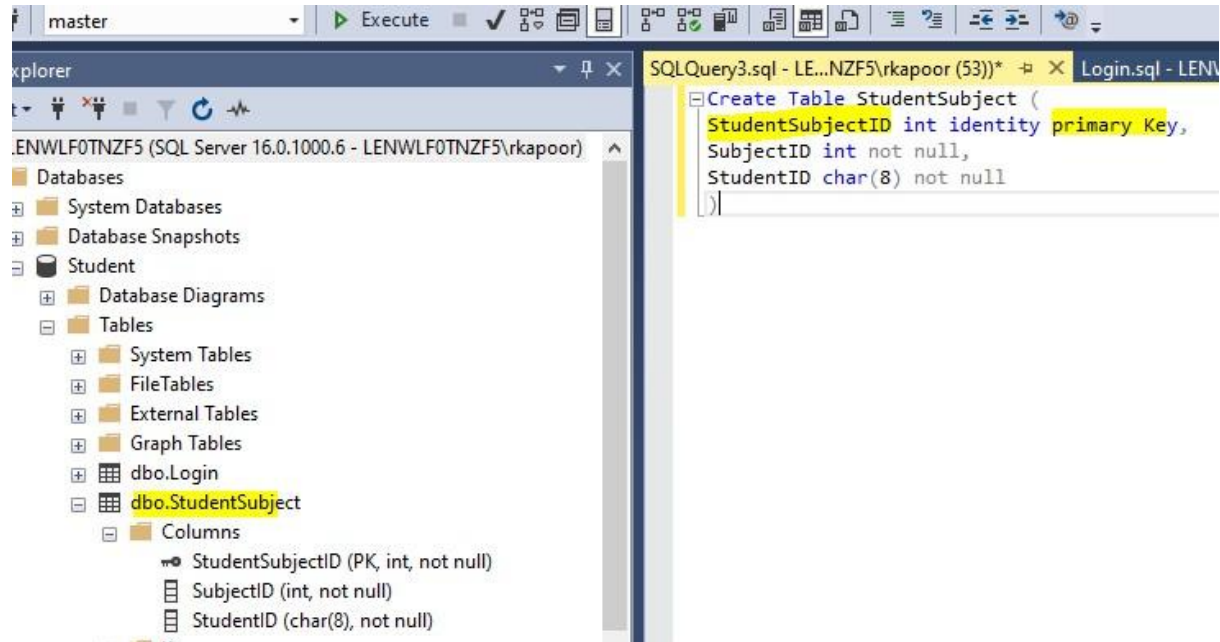 master
Execute
xplorer
SQLQuery3.sql - LE...NZF5\rkapoor (53))*
Login.sql - LENW
LENWLF0TNZF5 (SQL Server 16.0.1000.6 - LENWLF0TNZF5\rkapoor)
Databases
System Databases
Database Snapshots
Student
Database Diagrams
Tables
System Tables
FileTables
External Tables
Graph Tables
dbo.Login
dbo.StudentSubject
Columns
StudentSubjectID (PK, int, not null)
SubjectID (int, not null)
StudentID (char(8), not null)
Create Table StudentSubject (
StudentSubjectID int identity primary Key,
SubjectID int not null,
StudentID char(8) not null
)